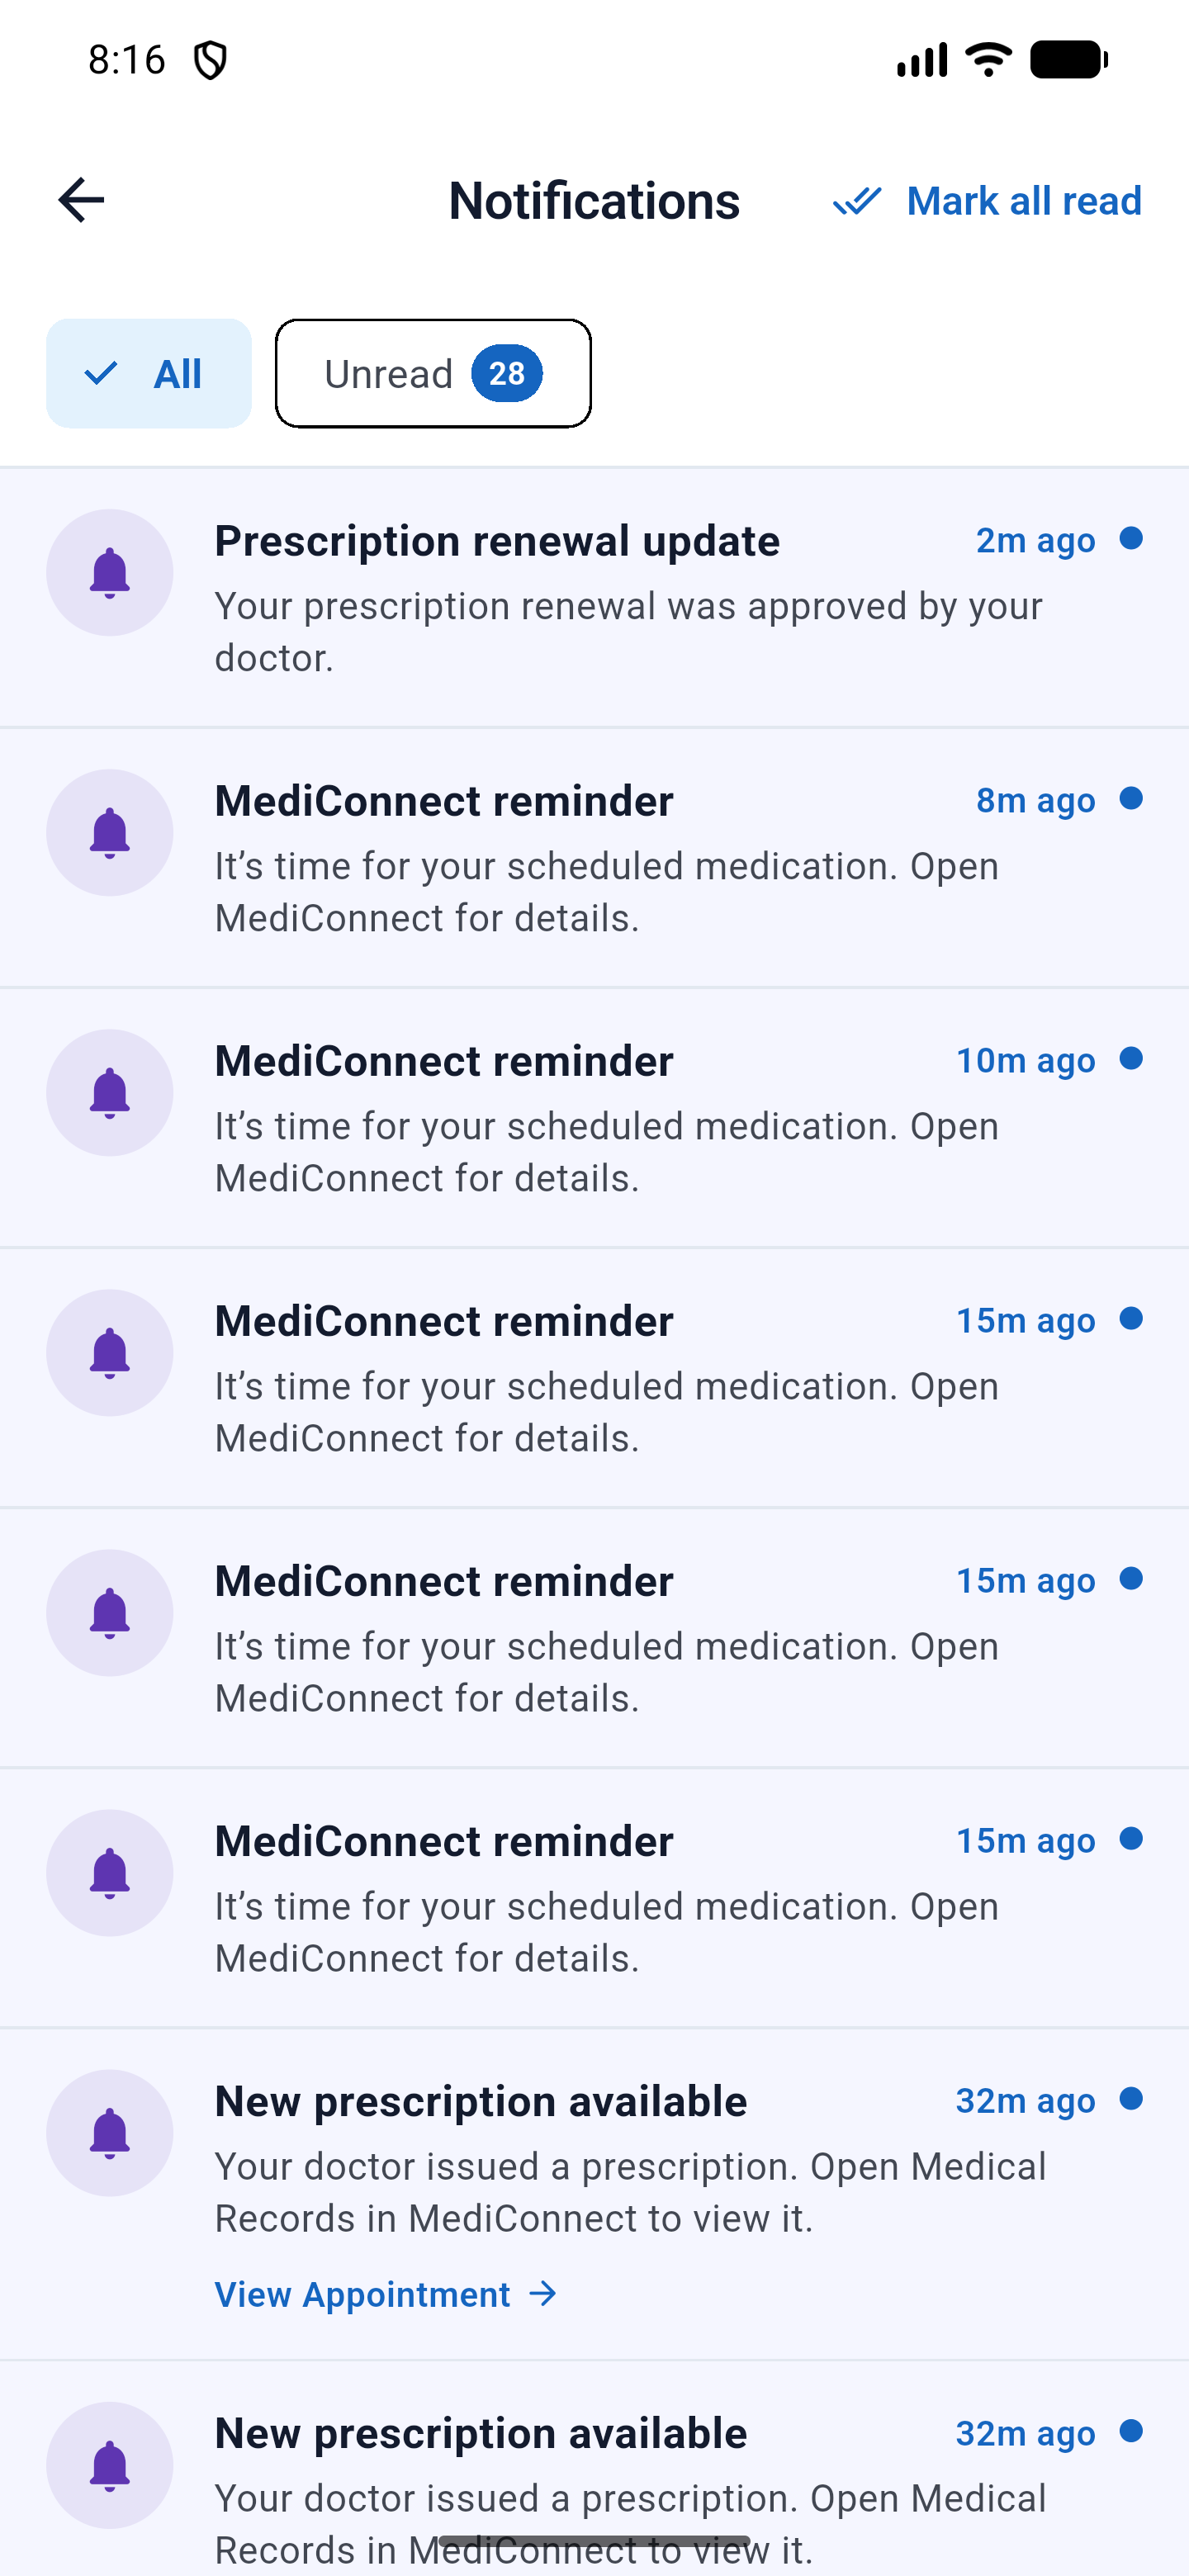 8:16
Notifications
Mark all read
All
Unread 28
Prescription renewal update 2m ago
Your prescription renewal was approved by your
doctor.
MediConnect reminder 8m ago
It’s time for your scheduled medication. Open
MediConnect for details.
MediConnect reminder 10m ago
It’s time for your scheduled medication. Open
MediConnect for details.
MediConnect reminder 15m ago
It’s time for your scheduled medication. Open
MediConnect for details.
MediConnect reminder 15m ago
It’s time for your scheduled medication. Open
MediConnect for details.
MediConnect reminder 15m ago
It’s time for your scheduled medication. Open
MediConnect for details.
New prescription available 32m ago
Your doctor issued a prescription. Open Medical
Records in MediConnect to view it.
View Appointment
New prescription available 32m ago
Your doctor issued a prescription. Open Medical
Records in MediConnect to view it.